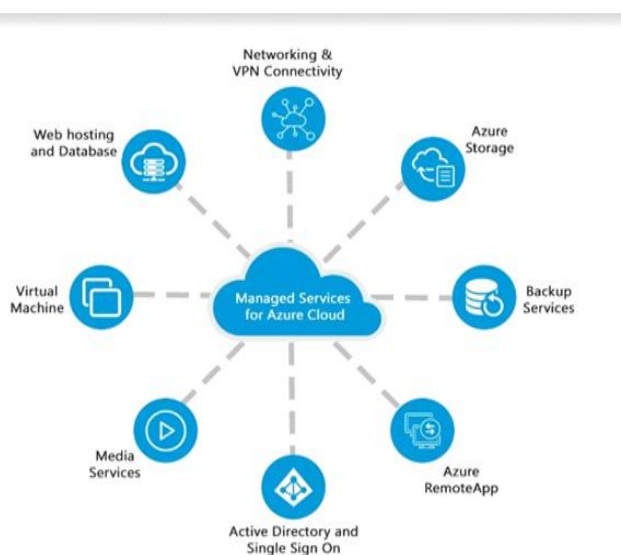 Networking &
VPN Connectivity
Web hosting
and Database
Azure
Storage
Virtual
Machine
Managed Services
for Azure Cloud
Backup
Services
Media
Services
Azure
RemoteApp
Active Directory and
Single Sign On